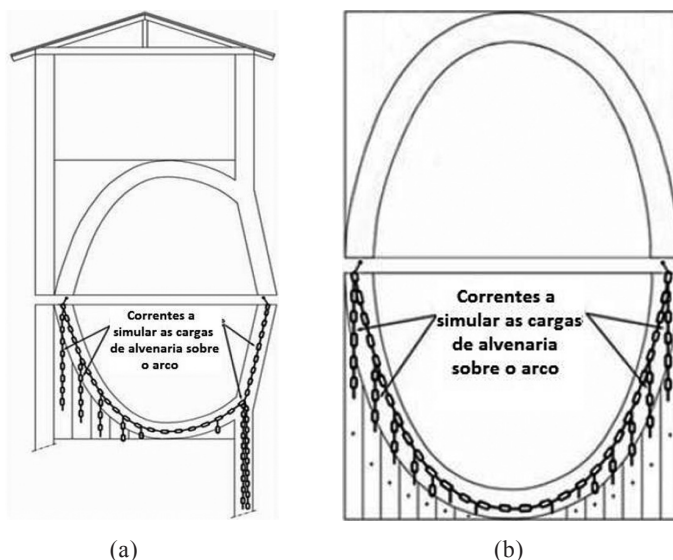 Correntes a
simular as cargas
de alvenaria sobre
o arco
Correntes a
simular as cargas
de alvenaria
sobre o arco
(a)
(b)